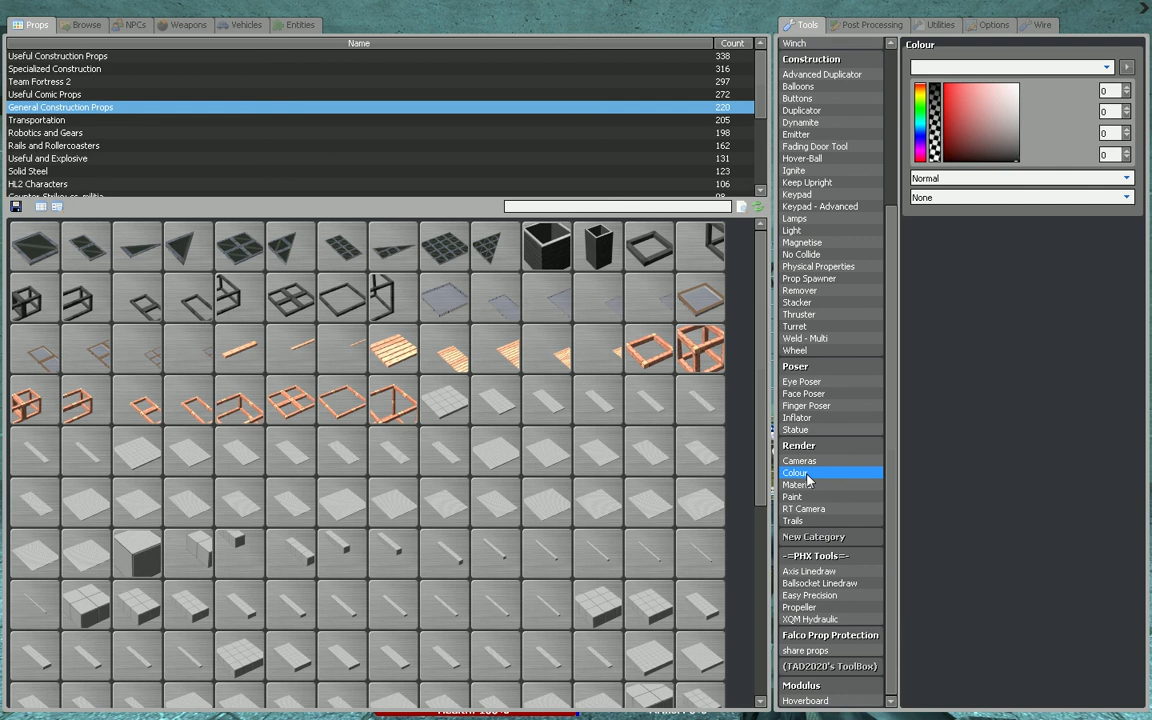 Props Browse NPCs Weapons Vehicles Entities
Name Count
Useful Construction Props 338
Specialized Construction 316
Team Fortress 2 297
Useful Comic Props 272
General Construction Props 220
Transportation 205
Robotics and Gears 198
Rails and Rollercoasters 162
Useful and Explosive 131
Solid Steel 123
HL2 Characters 106
Tools Post Processing Utilities Options Wire
Winch
Construction
Advanced Duplicator
Balloons
Buttons
Duplicator
Dynamite
Emitter
Fading Door Tool
Hover-Ball
Ignite
Keep Upright
Keypad
Keypad - Advanced
Lamps
Light
Magnetise
No Collide
Physical Properties
Prop Spawner
Remover
Stacker
Thruster
Turret
Weld - Multi
Wheel
Poser
Eye Poser
Face Poser
Finger Poser
Inflator
Statue
Render
Cameras
Colour
Material
Paint
RT Camera
Trails
New Category
-=PHX Tools=-
Axis Linedraw
Ballsocket Linedraw
Easy Precision
Propeller
XQM Hydraulic
Falco Prop Protection
share props
(TAD2020's ToolBox)
Modulus
Hoverboard
Colour
0
0
0
0
Normal
None